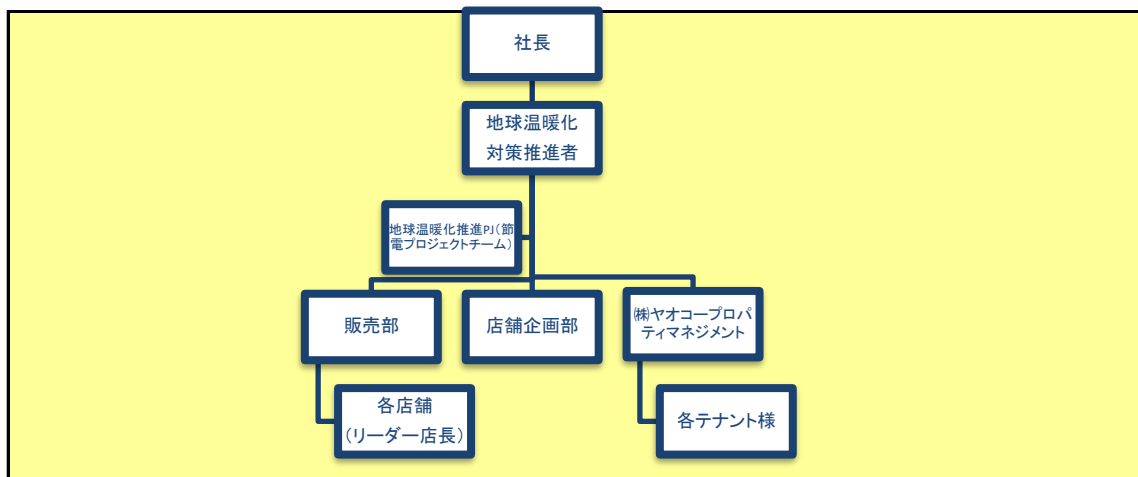 社長
地球温暖化
対策推進者
地球温暖化推進PJ（節
電プロジェクトチーム）
販売部
店舗企画部
㈱ヤオコープロパ
ティマネジメント
各店舗
（リーダー店長）
各テナント様